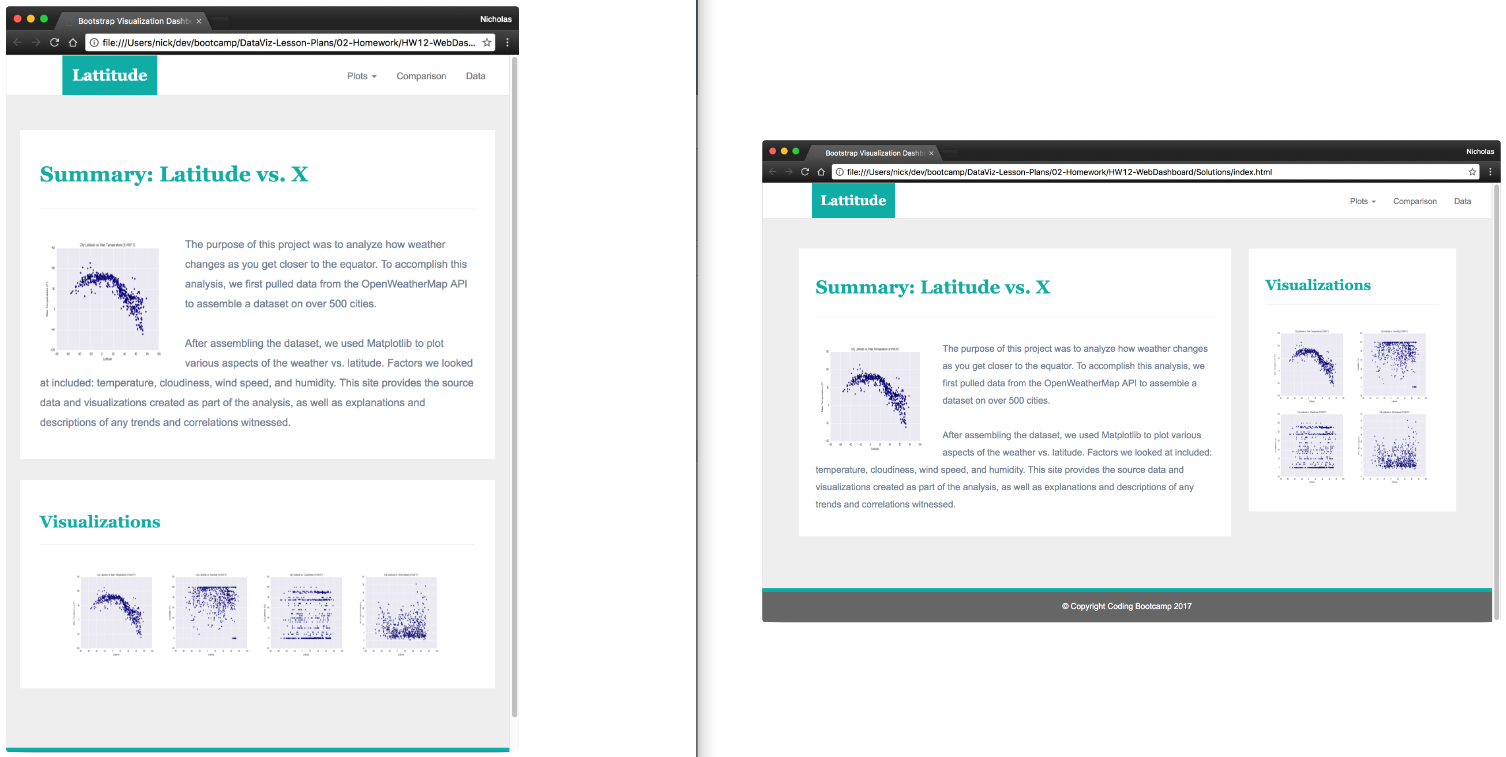 Bootstrap Visualization Dashb
Nicholas
file:///Users/nick/dev/bootcamp/DataViz-Lesson-Plans/02-Homework/HW12-WebDas...
Lattitude
Plots
Comparison
Data
Summary: Latitude vs. X
The purpose of this project was to analyze how weather
changes as you get closer to the equator. To accomplish this
analysis, we first pulled data from the OpenWeatherMap API
to assemble a dataset on over 500 cities.
After assembling the dataset, we used Matplotlib to plot
various aspects of the weather vs. latitude. Factors we looked
at included: temperature, cloudiness, wind speed, and humidity. This site provides the source
data and visualizations created as part of the analysis, as well as explanations and
descriptions of any trends and correlations witnessed.
Visualizations
Bootstrap Visualization Dashb
Nicholas
file:///Users/nick/dev/bootcamp/DataViz-Lesson-Plans/02-Homework/HW12-WebDashboard/Solutions/index.html
Lattitude
Plots
Comparison
Data
Summary: Latitude vs. X
The purpose of this project was to analyze how weather changes
as you get closer to the equator. To accomplish this analysis, we
first pulled data from the OpenWeatherMap API to assemble a
dataset on over 500 cities.
After assembling the dataset, we used Matplotlib to plot various
aspects of the weather vs. latitude. Factors we looked at included:
temperature, cloudiness, wind speed, and humidity. This site provides the source data and
visualizations created as part of the analysis, as well as explanations and descriptions of any
trends and correlations witnessed.
Visualizations
© Copyright Coding Bootcamp 2017